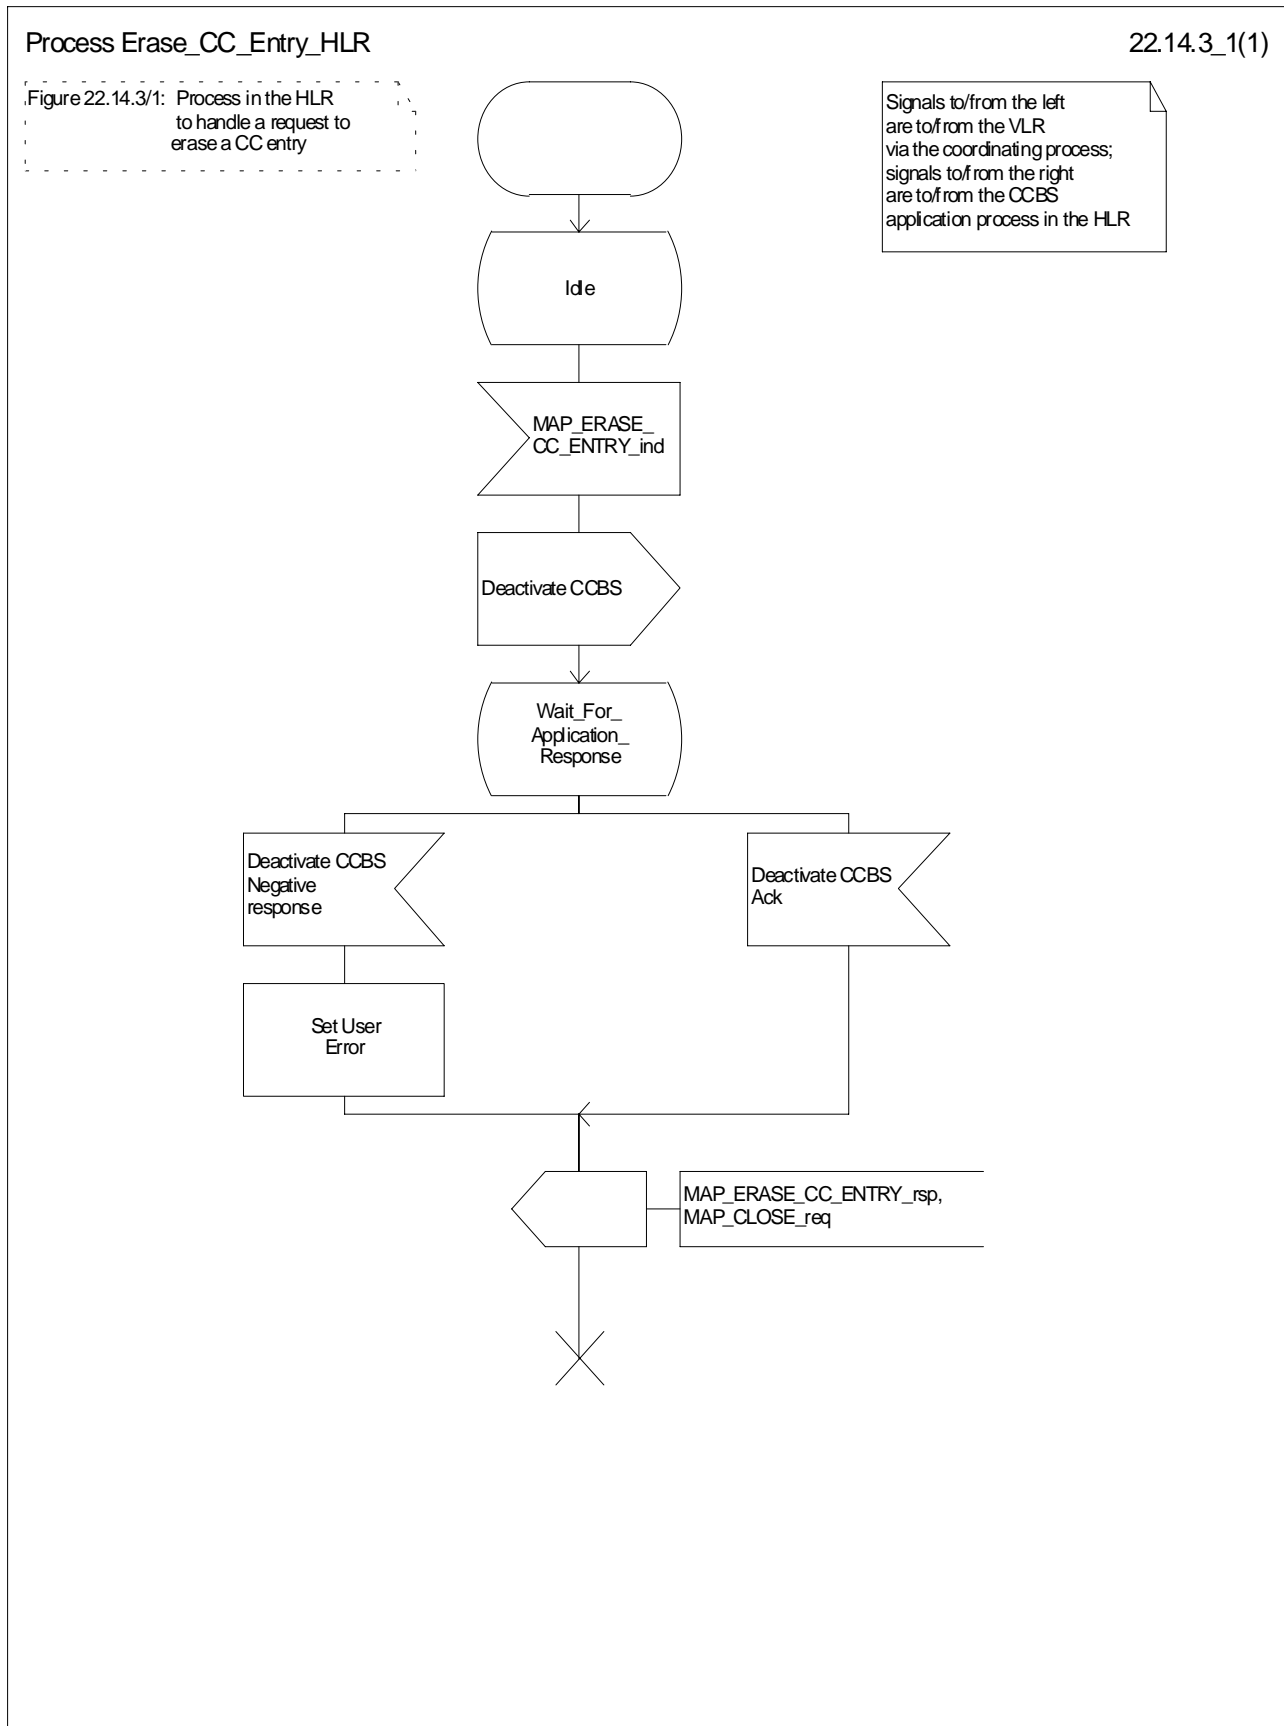 Process Erase_CC_Entry_HLR
22.14.3_1(1)
Figure 22.14.3/1: Process in the HLR
to handle a request to
erase a CC entry
Signals to/from the left
are to/from the VLR
via the coordinating process;
signals to/from the right
are to/from the CCBS
application process in the HLR
Idle
MAP_ERASE_
CC_ENTRY_ind
Deactivate CCBS
Wait_For_
Application_
Response
Deactivate CCBS
Negative
response
Deactivate CCBS
Ack
Set User
Error
MAP_ERASE_CC_ENTRY_rsp,
MAP_CLOSE_req